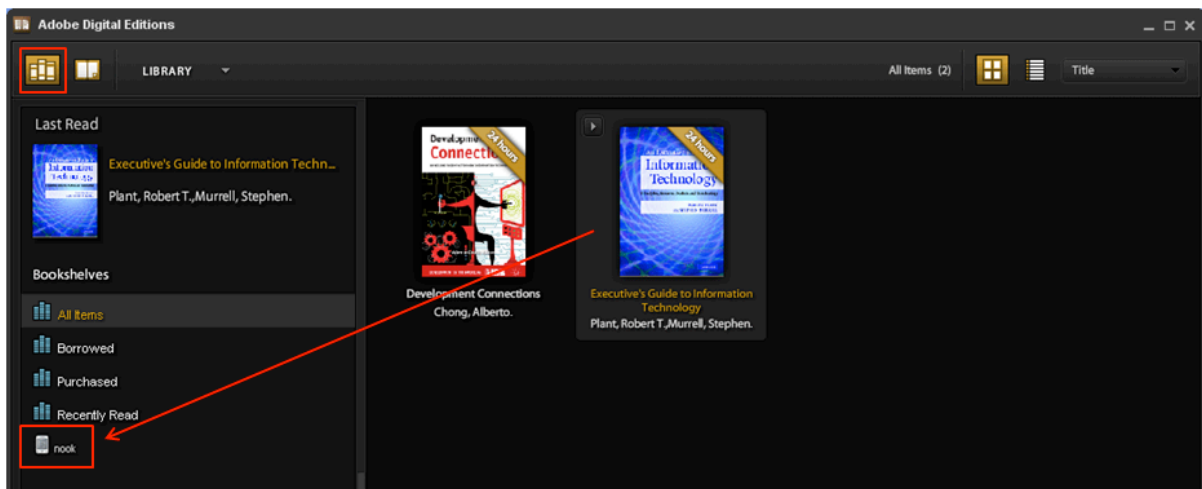 Adobe Digital Editions
LIBRARY
All Items (2)
Title
Last Read
Executive's Guide to Information Techn...
Plant, Robert T.,Murrell, Stephen.
Bookshelves
All Items
Borrowed
Purchased
Recently Read
nook
Connecti
24 hours
Development Connections
Chong, Alberto.
Technology
24 hours
Executive's Guide to Information
Technology
Plant, Robert T.,Murrell, Stephen.